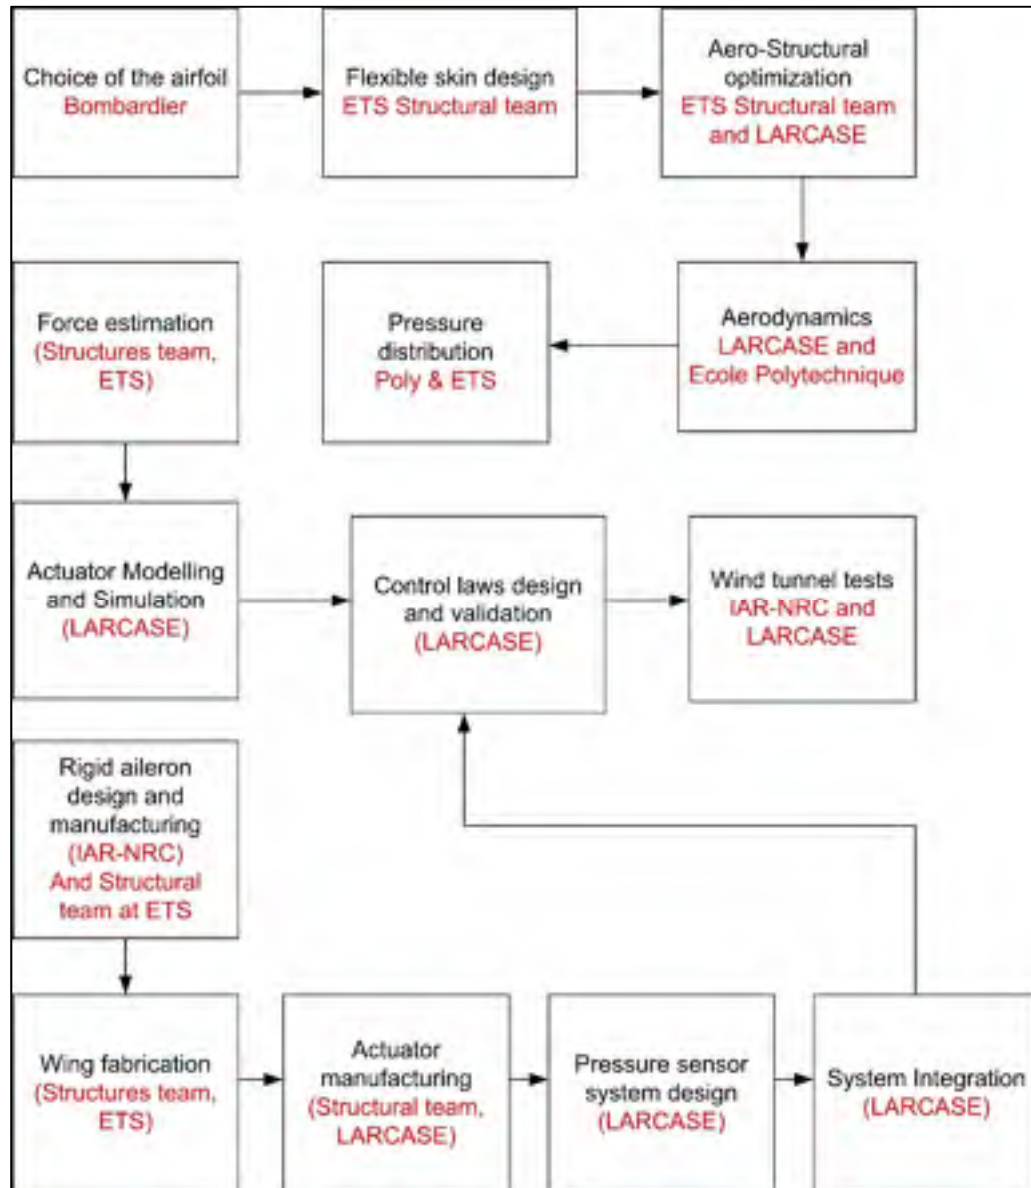 Choice of the airfoil
Bombardier
Flexible skin design
ETS Structural team
Aero-Structural
optimization
ETS Structural team
and LARCASE
Force estimation
(Structures team,
ETS)
Pressure
distribution
Poly & ETS
Aerodynamics
LARCASE and
Ecole Polytechnique
Actuator Modelling
and Simulation
(LARCASE)
Control laws design
and validation
(LARCASE)
Wind tunnel tests
IAR-NRC and
LARCASE
Rigid aileron
design and
manufacturing
(IAR-NRC)
And Structural
team at ETS
Wing fabrication
(Structures team,
ETS)
Actuator
manufacturing
(Structural team,
LARCASE)
Pressure sensor
system design
(LARCASE)
System Integration
(LARCASE)